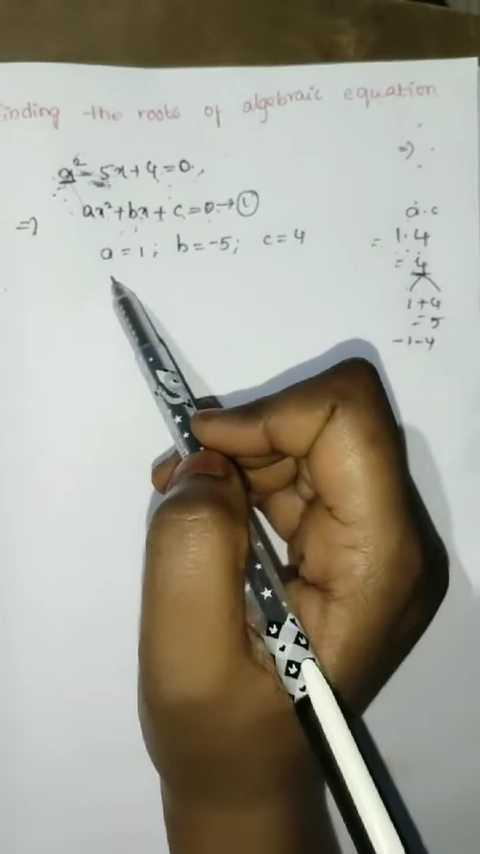 inding the roots of algebraic equation
x² - 5x + 4 = 0.
ax² + bx + c = 0 → ①
⇒ a = 1; b = -5; c = 4
⇒
a.c
= 1.4
= 4
1+4
= 5
-1-4